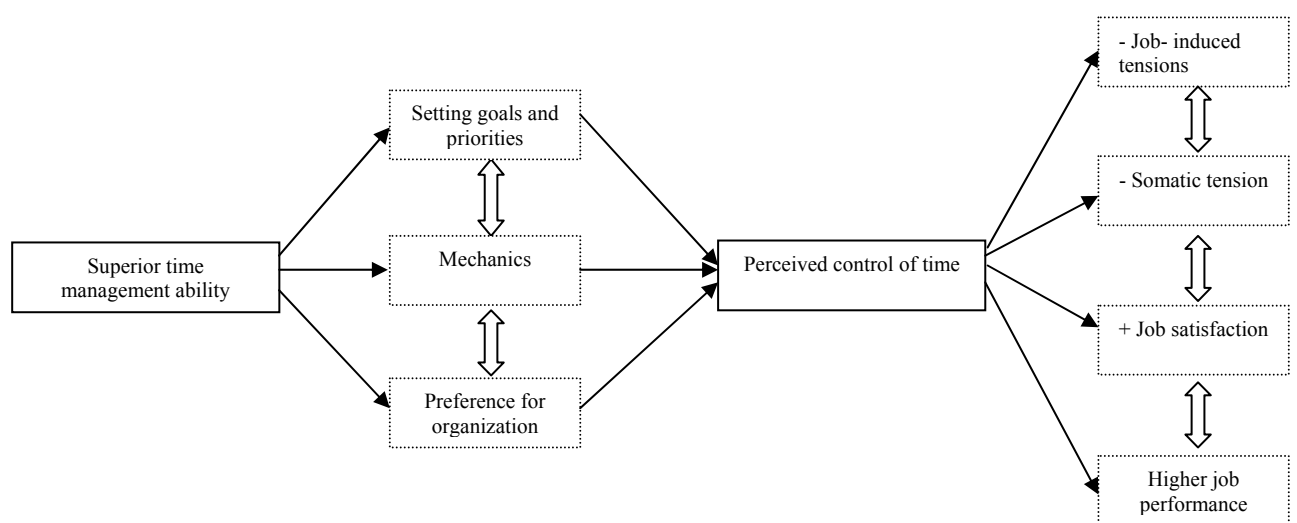 Superior time
management ability
Setting goals and
priorities
Mechanics
Preference for
organization
Perceived control of time
- Job- induced
tensions
- Somatic tension
+ Job satisfaction
Higher job
performance